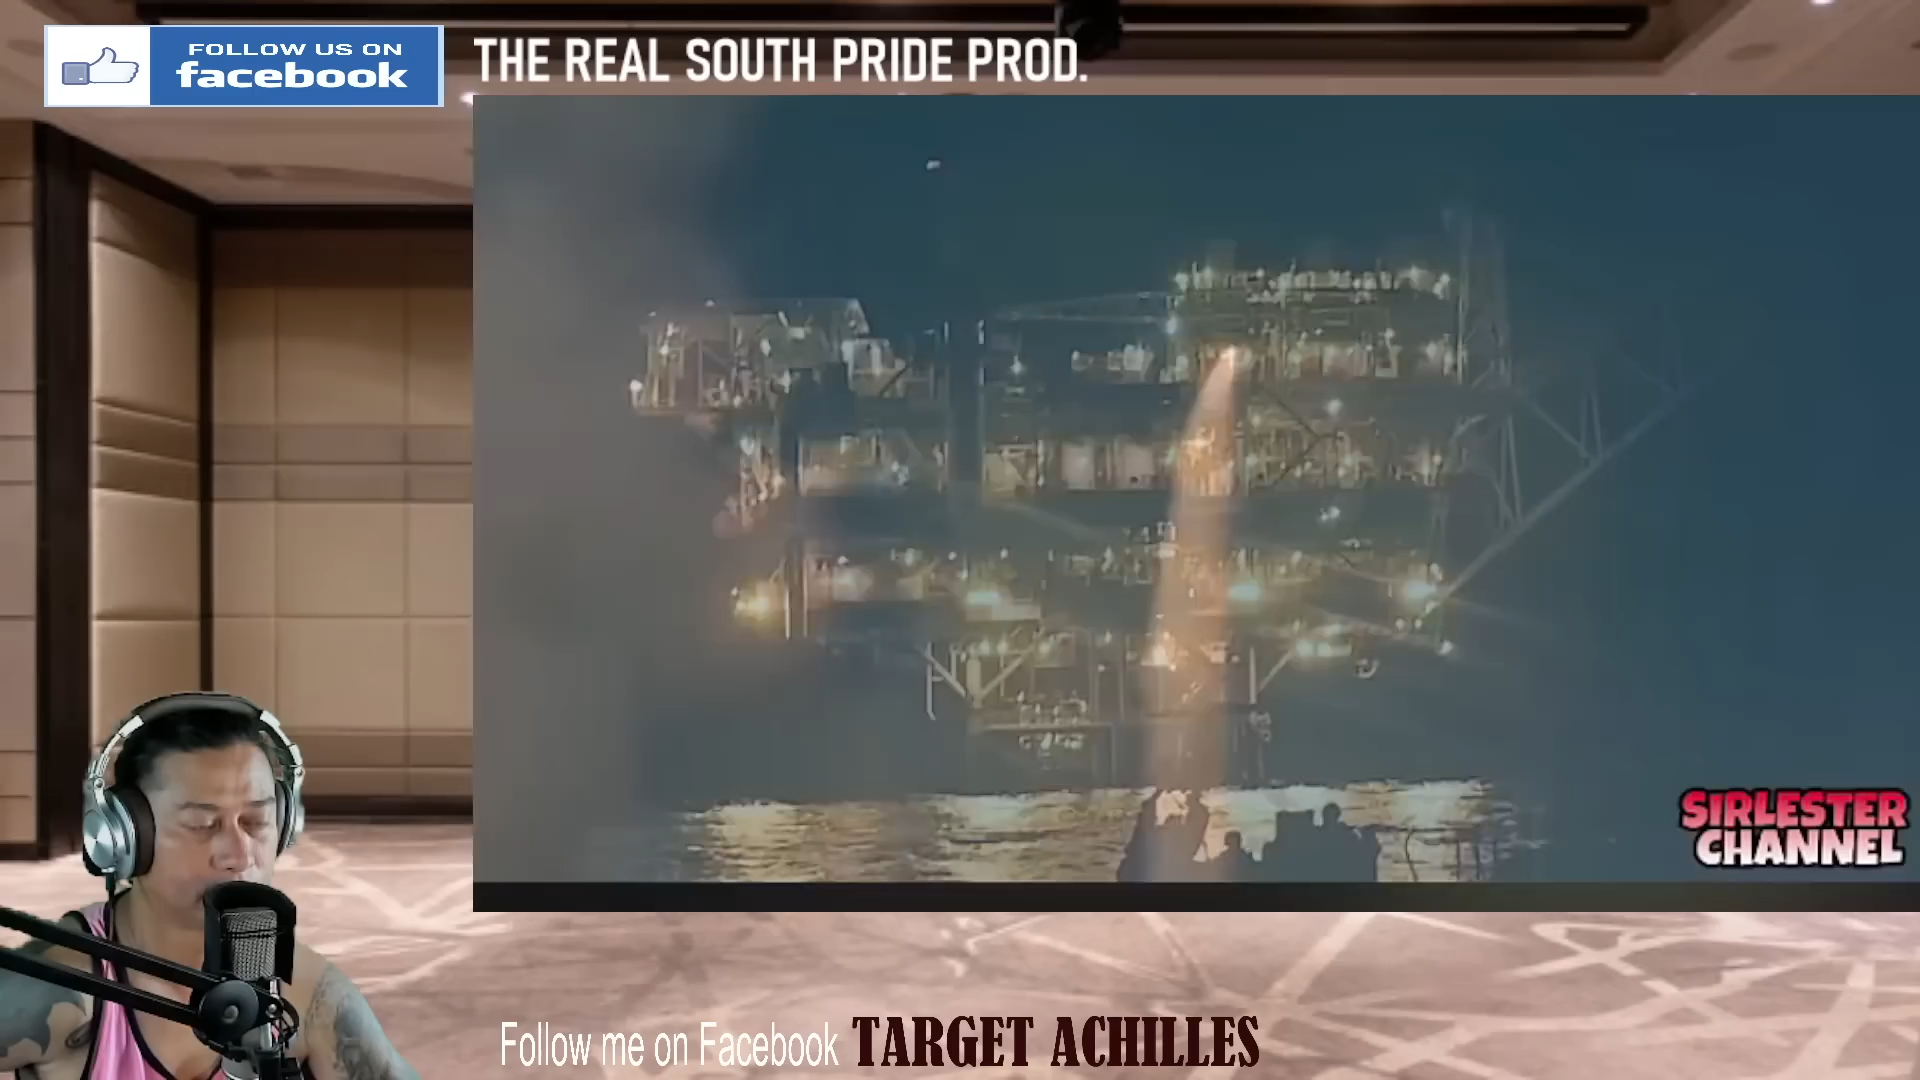 FOLLOW US ON
facebook
THE REAL SOUTH PRIDE PROD.
SIRLESTER
CHANNEL
Follow me on Facebook TARGET ACHILLES